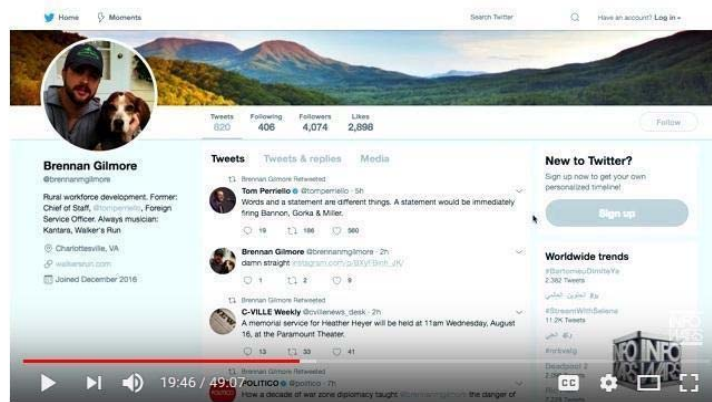 Home Moments Search Twitter Have an account? Log in
Tweets Following Followers Likes
620 406 4,074 2,898
Follow
Brennan Gilmore
@brennanmgilmore
Rural workforce development. Former:
Chief of Staff, @tomperriello, Foreign
Service Officer. Always musician:
Kantara, Walker's Run
Charlottesville, VA
walkersrun.com
Joined December 2016
Tweets Tweets & replies Media
Brennan Gilmore Retweeted
Tom Perriello @tomperriello · 5h
Words and a statement are different things. A statement would be immediately
firing Bannon, Gorka & Miller.
19 186 560
Brennan Gilmore @brennanmgilmore · 2h
damn straight
1 2 9
Brennan Gilmore Retweeted
C-VILLE Weekly @cvillenews_desk · 2h
A memorial service for Heather Heyer will be held at 11am Wednesday, August
16, at the Paramount Theater.
13 33 41
Brennan Gilmore Retweeted
POLITICO @politico · 7h
How a decade of war zone diplomacy taught @brennanmgilmore the danger of
New to Twitter?
Sign up now to get your own
personalized timeline!
Sign up
Worldwide trends
#BartomeuDimiteYa
2,382 Tweets
#StreamWithSelena
11.2K Tweets
Deadpool 2
INFO
WARS
19:46 / 49:07
CC